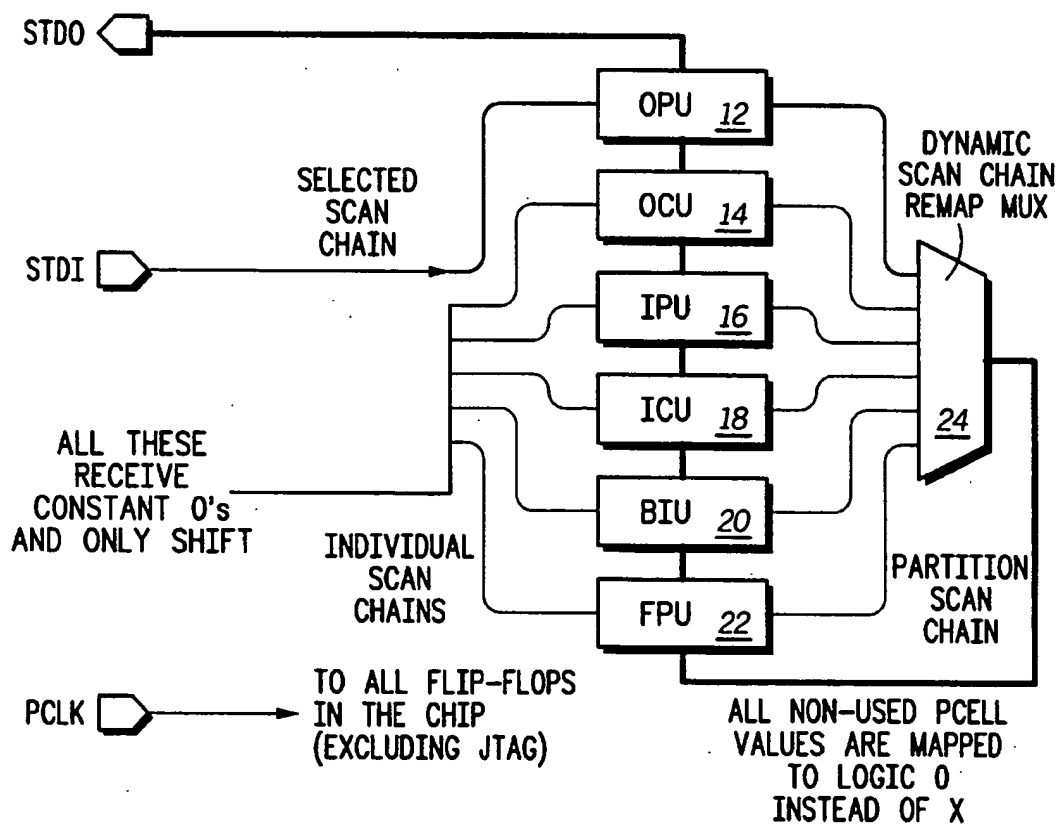 STDO
OPU 12
DYNAMIC
SCAN CHAIN
REMAP MUX
SELECTED
SCAN
CHAIN
OCU 14
STDI
IPU 16
ICU 18
24
ALL THESE
RECEIVE
CONSTANT 0's
AND ONLY SHIFT
BIU 20
INDIVIDUAL
SCAN
CHAINS
PARTITION
SCAN
CHAIN
FPU 22
PCLK
TO ALL FLIP-FLOPS
IN THE CHIP
(EXCLUDING JTAG)
ALL NON-USED PCELL
VALUES ARE MAPPED
TO LOGIC 0
INSTEAD OF X